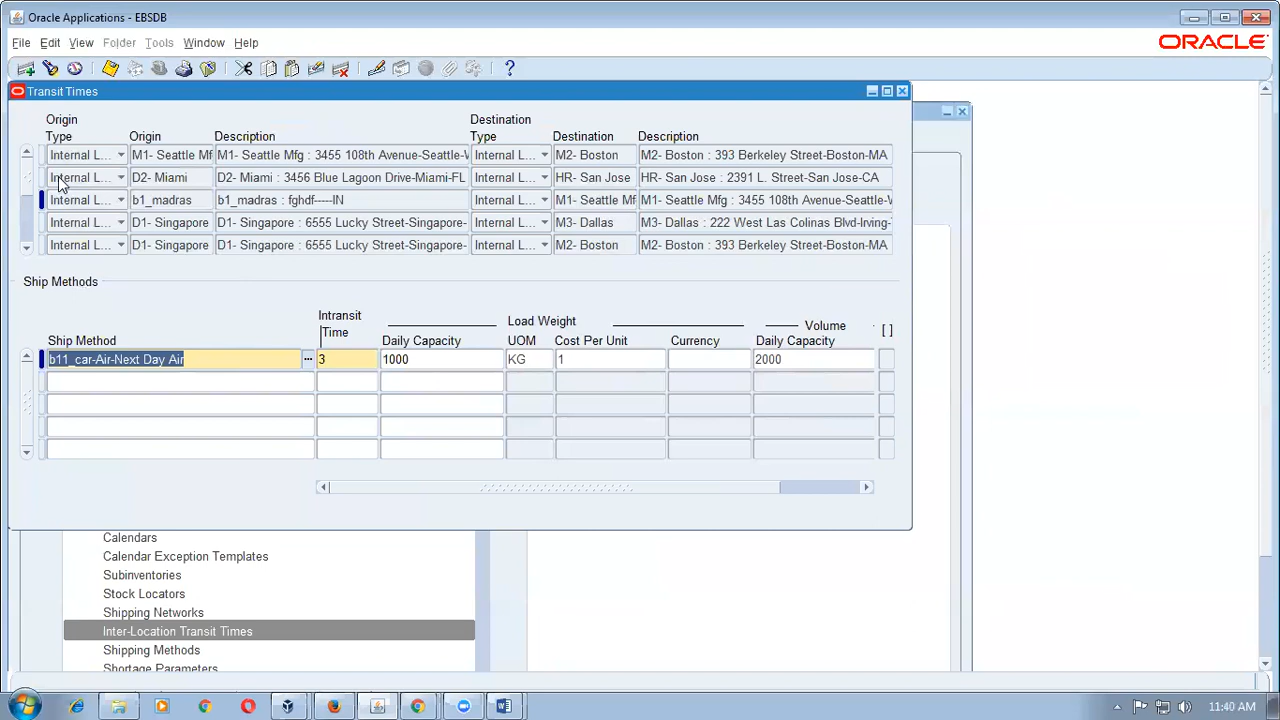 Oracle Applications - EBSDB
File Edit View Folder Tools Window Help
ORACLE
Transit Times
Origin Destination
Type Origin Description Type Destination Description
Internal L... M1- Seattle Mf M1- Seattle Mfg : 3455 108th Avenue-Seattle-W Internal L... M2- Boston M2- Boston : 393 Berkeley Street-Boston-MA
Internal L... D2- Miami D2- Miami : 3456 Blue Lagoon Drive-Miami-FL Internal L... HR- San Jose HR- San Jose : 2391 L. Street-San Jose-CA
Internal L... b1_madras b1_madras : fghdf-----IN Internal L... M1- Seattle M M1- Seattle Mfg : 3455 108th Avenue-Seattle-W
Internal L... D1- Singapore D1- Singapore : 6555 Lucky Street-Singapore- Internal L... M3- Dallas M3- Dallas : 222 West Las Colinas Blvd-Irving-
Internal L... D1- Singapore D1- Singapore : 6555 Lucky Street-Singapore- Internal L... M2- Boston M2- Boston : 393 Berkeley Street-Boston-MA
Ship Methods
Intransit Load Weight Volume
Time [ ]
Ship Method Daily Capacity UOM Cost Per Unit Currency Daily Capacity
b11_car-Air-Next Day Air ... 3 1000 KG 1 2000
Calendars
Calendar Exception Templates
Subinventories
Stock Locators
Shipping Networks
Inter-Location Transit Times
Shipping Methods
Shortage Parameters
11:40 AM